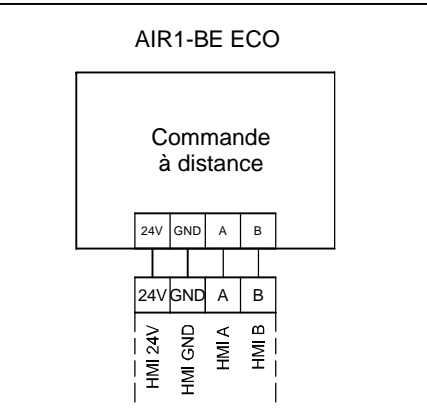 AIR1-BE ECO
Commande
à distance
24V GND A B
24V GND A B
HMI 24V
HMI GND
HMI A
HMI B